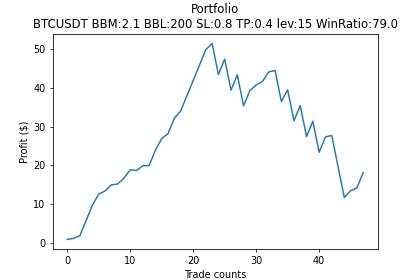 Portfolio
BTCUSDT BBM:2.1 BBL:200 SL:0.8 TP:0.4 lev:15 WinRatio:79.0
50
40
30
20
10
0
Profit ($)
0 10 20 30 40
Trade counts